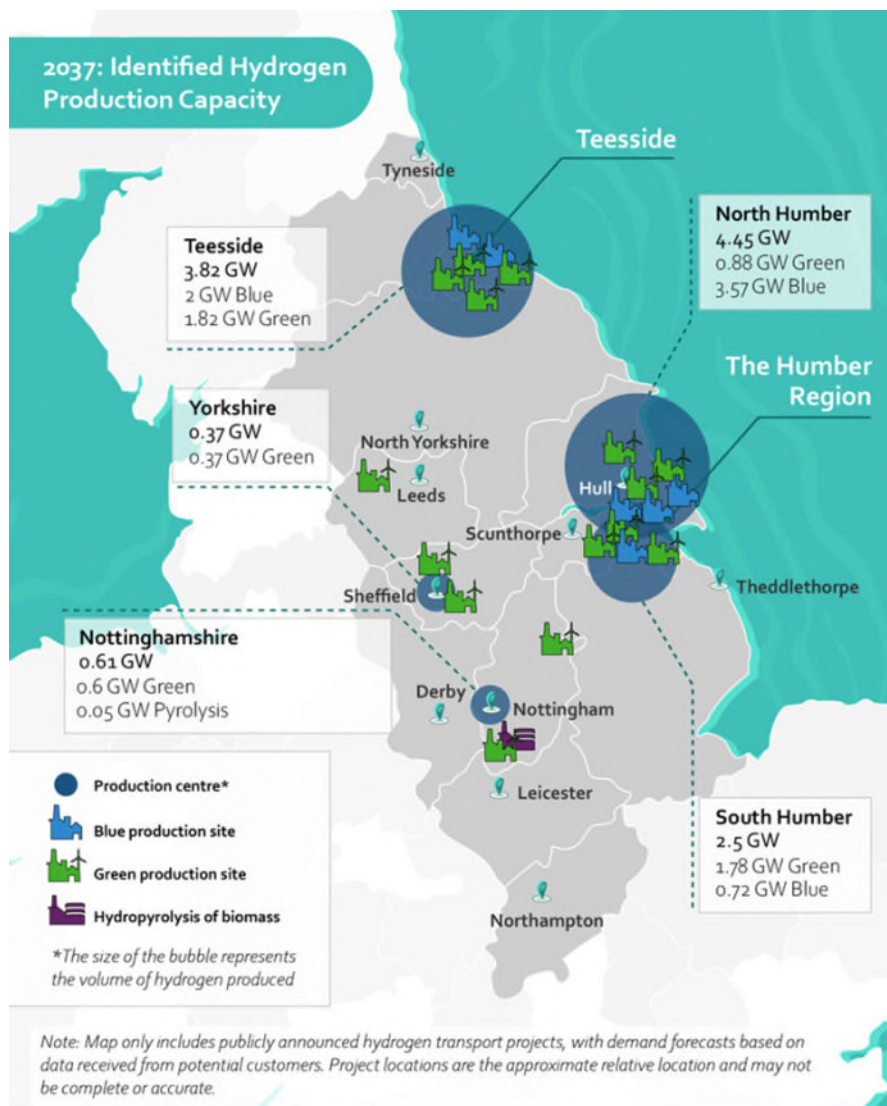 2037: Identified Hydrogen
Production Capacity
Teesside
Tyneside
North Humber
4.45 GW
0.88 GW Green
3.57 GW Blue
Teesside
3.82 GW
2 GW Blue
1.82 GW Green
The Humber
Region
Yorkshire
0.37 GW
0.37 GW Green
North Yorkshire
Leeds
Hull
Scunthorpe
Sheffield
Theddlethorpe
Nottinghamshire
0.61 GW
0.6 GW Green
0.05 GW Pyrolysis
Derby
Nottingham
Leicester
Northampton
Production centre*
Blue production site
Green production site
Hydropyrolysis of biomass
*The size of the bubble represents
the volume of hydrogen produced
South Humber
2.5 GW
1.78 GW Green
0.72 GW Blue
Note: Map only includes publicly announced hydrogen transport projects, with demand forecasts based on
data received from potential customers. Project locations are the approximate relative location and may not
be complete or accurate.